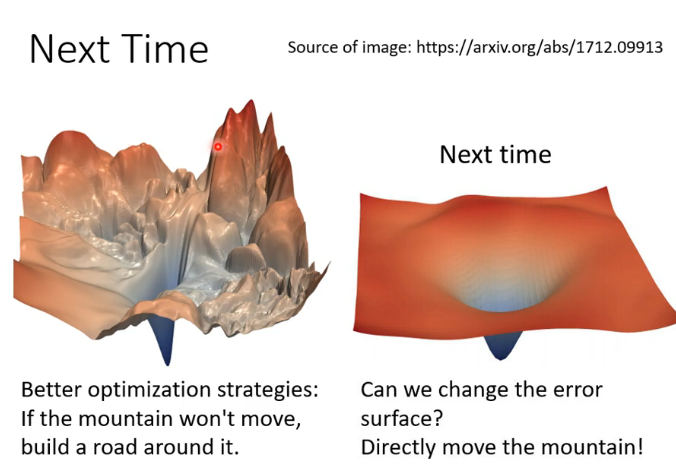 Next Time
Source of image: https://arxiv.org/abs/1712.09913
Next time
Better optimization strategies:
If the mountain won't move,
build a road around it.
Can we change the error
surface?
Directly move the mountain!